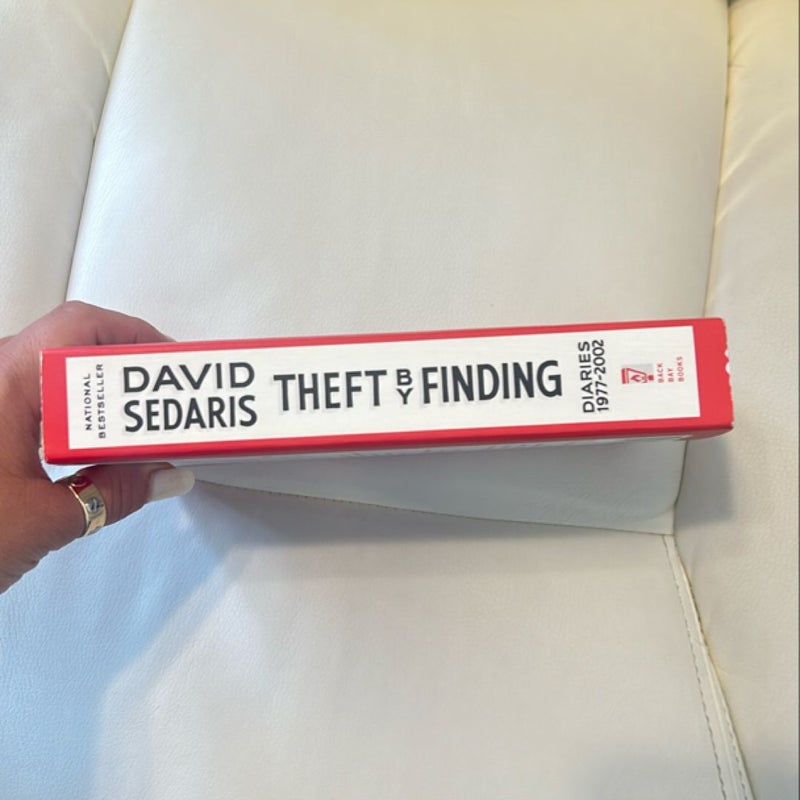 NATIONAL
BESTSELLER
DAVID
SEDARIS
THEFT BY FINDING
DIARIES
1977-2002
BACK
BAY
BOOKS